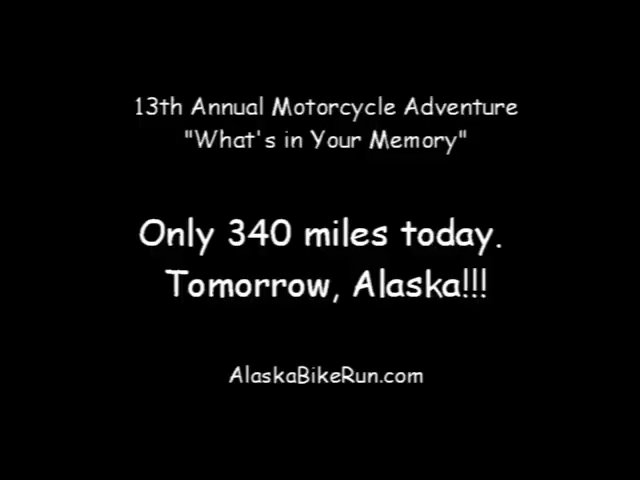 13th Annual Motorcycle Adventure
"What's in Your Memory"
Only 340 miles today.
Tomorrow, Alaska!!!
AlaskaBikeRun.com